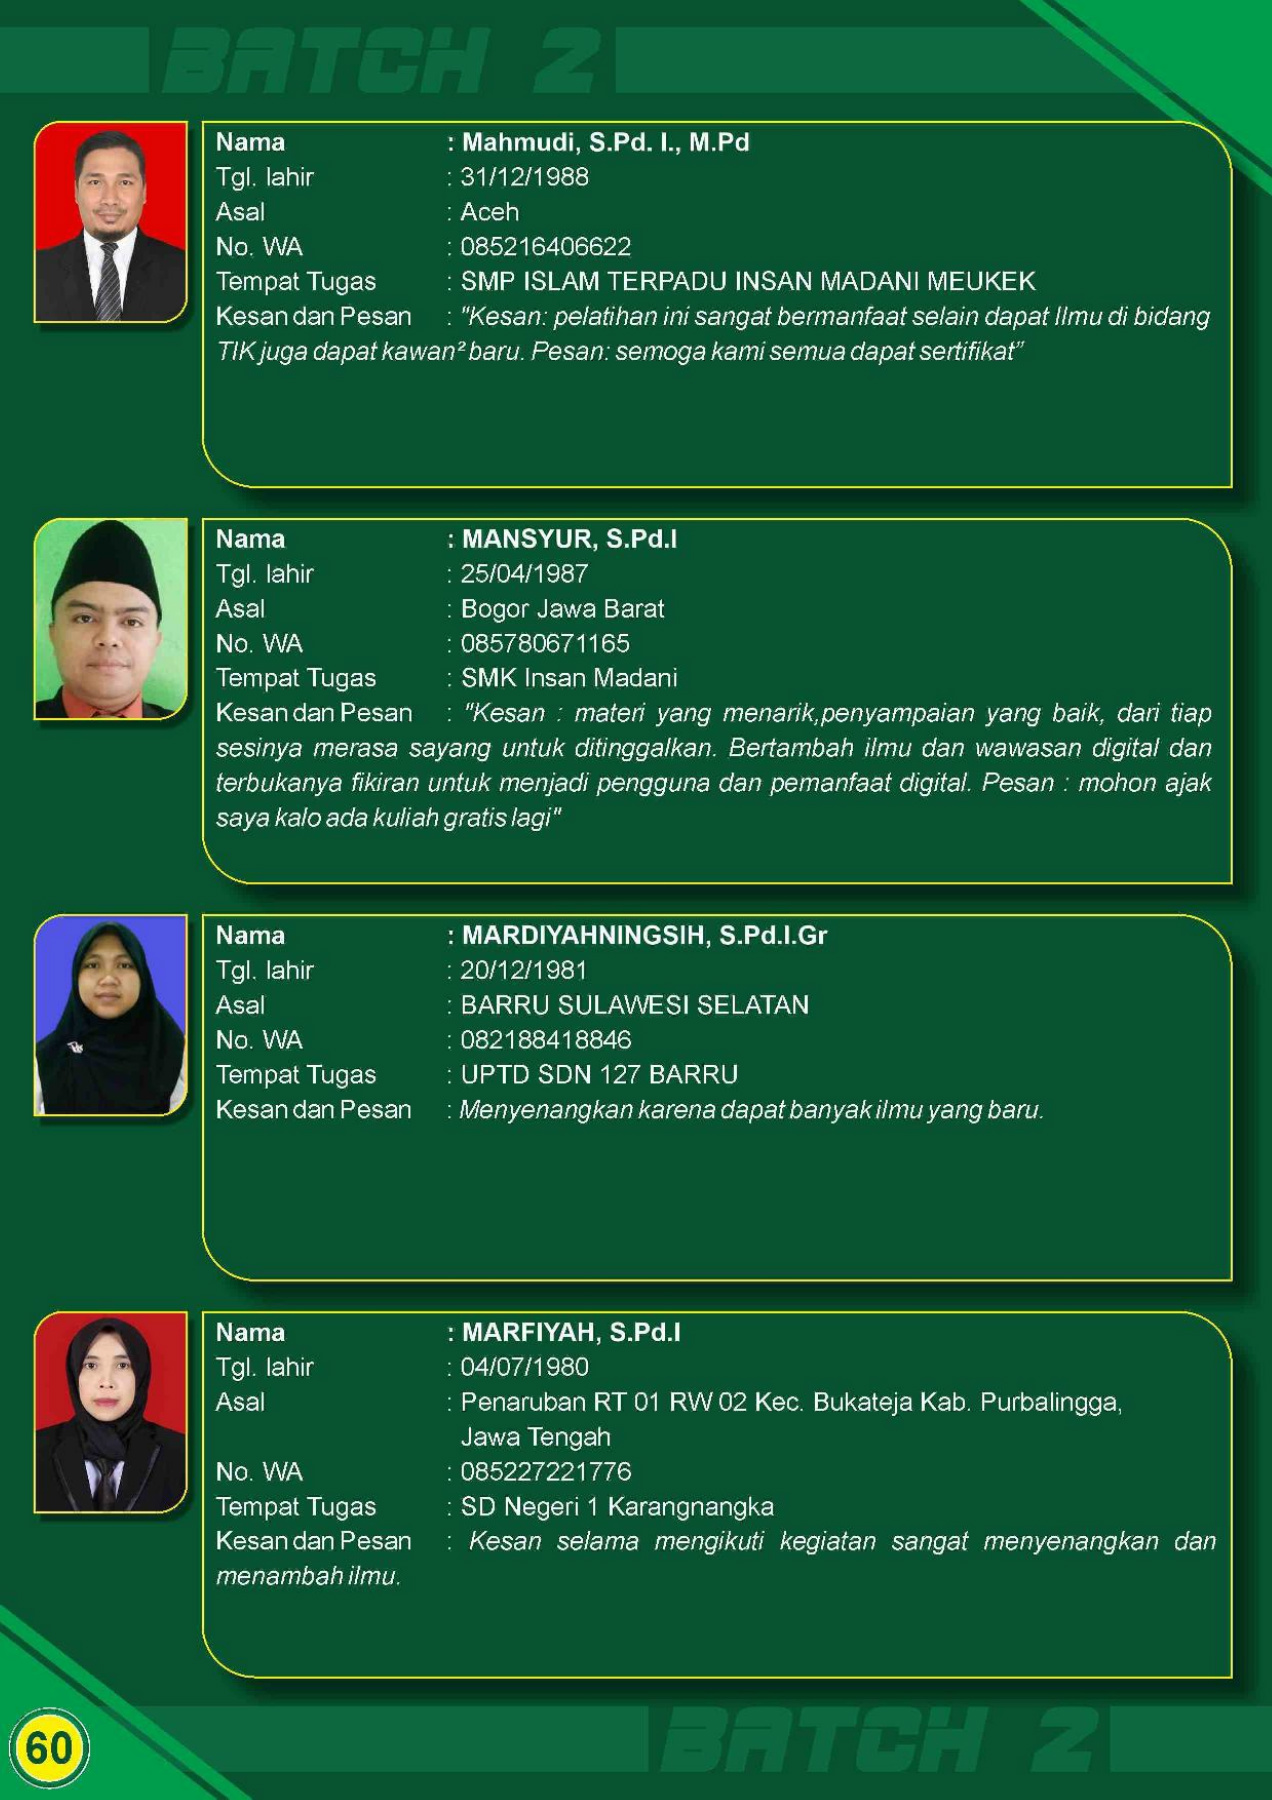 BATCH 2
Nama : Mahmudi, S.Pd. I., M.Pd
Tgl. lahir : 31/12/1988
Asal : Aceh
No. WA : 085216406622
Tempat Tugas : SMP ISLAM TERPADU INSAN MADANI MEUKEK
Kesan dan Pesan : "Kesan: pelatihan ini sangat bermanfaat selain dapat Ilmu di bidang
TIK juga dapat kawan² baru. Pesan: semoga kami semua dapat sertifikat”
Nama : MANSYUR, S.Pd.I
Tgl. lahir : 25/04/1987
Asal : Bogor Jawa Barat
No. WA : 085780671165
Tempat Tugas : SMK Insan Madani
Kesan dan Pesan : "Kesan : materi yang menarik,penyampaian yang baik, dari tiap
sesinya merasa sayang untuk ditinggalkan. Bertambah ilmu dan wawasan digital dan
terbukanya fikiran untuk menjadi pengguna dan pemanfaat digital. Pesan : mohon ajak
saya kalo ada kuliah gratis lagi"
Nama : MARDIYAHNINGSIH, S.Pd.I.Gr
Tgl. lahir : 20/12/1981
Asal : BARRU SULAWESI SELATAN
No. WA : 082188418846
Tempat Tugas : UPTD SDN 127 BARRU
Kesan dan Pesan : Menyenangkan karena dapat banyak ilmu yang baru.
Nama : MARFIYAH, S.Pd.I
Tgl. lahir : 04/07/1980
Asal : Penaruban RT 01 RW 02 Kec. Bukateja Kab. Purbalingga,
Jawa Tengah
No. WA : 085227221776
Tempat Tugas : SD Negeri 1 Karangnangka
Kesan dan Pesan : Kesan selama mengikuti kegiatan sangat menyenangkan dan
menambah ilmu.
60
BATCH 2